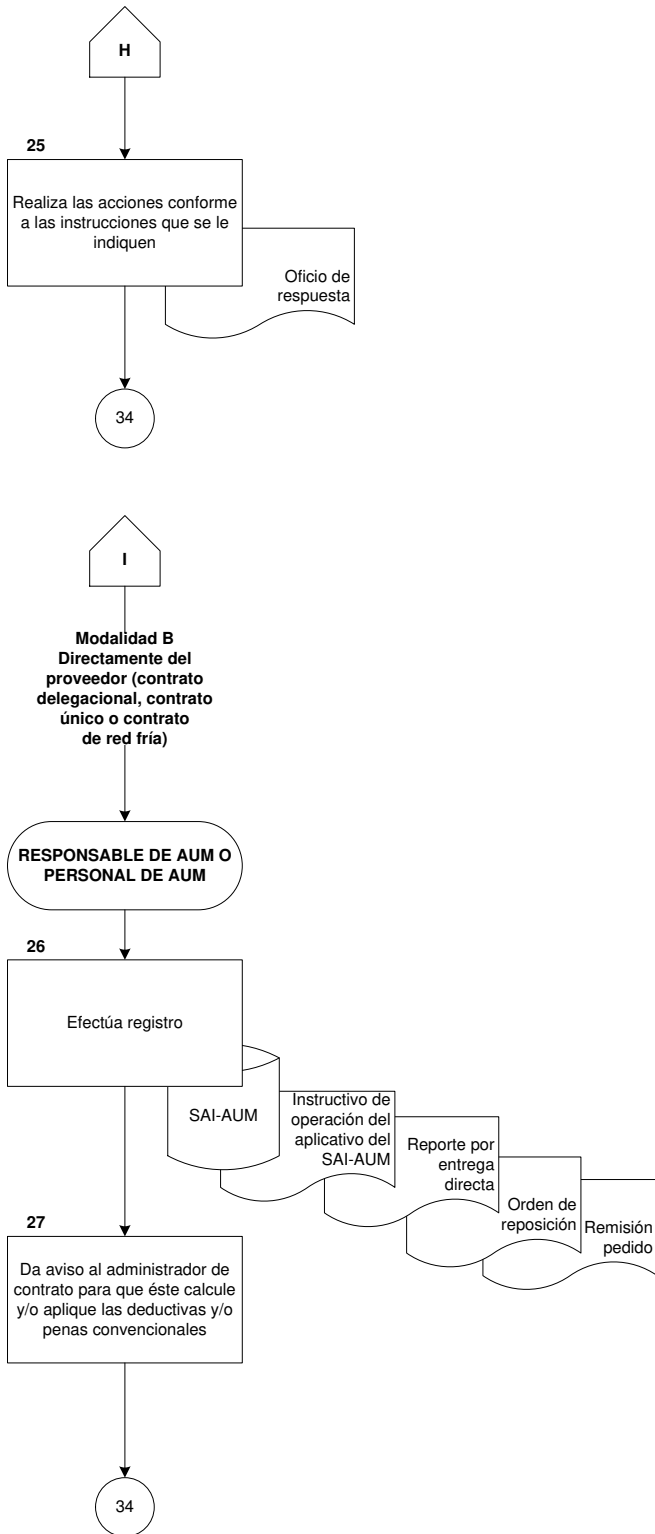 H
25
Realiza las acciones conforme
a las instrucciones que se le
indiquen
Oficio de
respuesta
34
I
Modalidad B
Directamente del
proveedor (contrato
delegacional, contrato
único o contrato
de red fría)
RESPONSABLE DE AUM O
PERSONAL DE AUM
26
Efectúa registro
SAI-AUM
Instructivo de
operación del
aplicativo del
SAI-AUM
Reporte por
entrega
directa
Orden de
reposición
Remisión
pedido
27
Da aviso al administrador de
contrato para que éste calcule
y/o aplique las deductivas y/o
penas convencionales
34